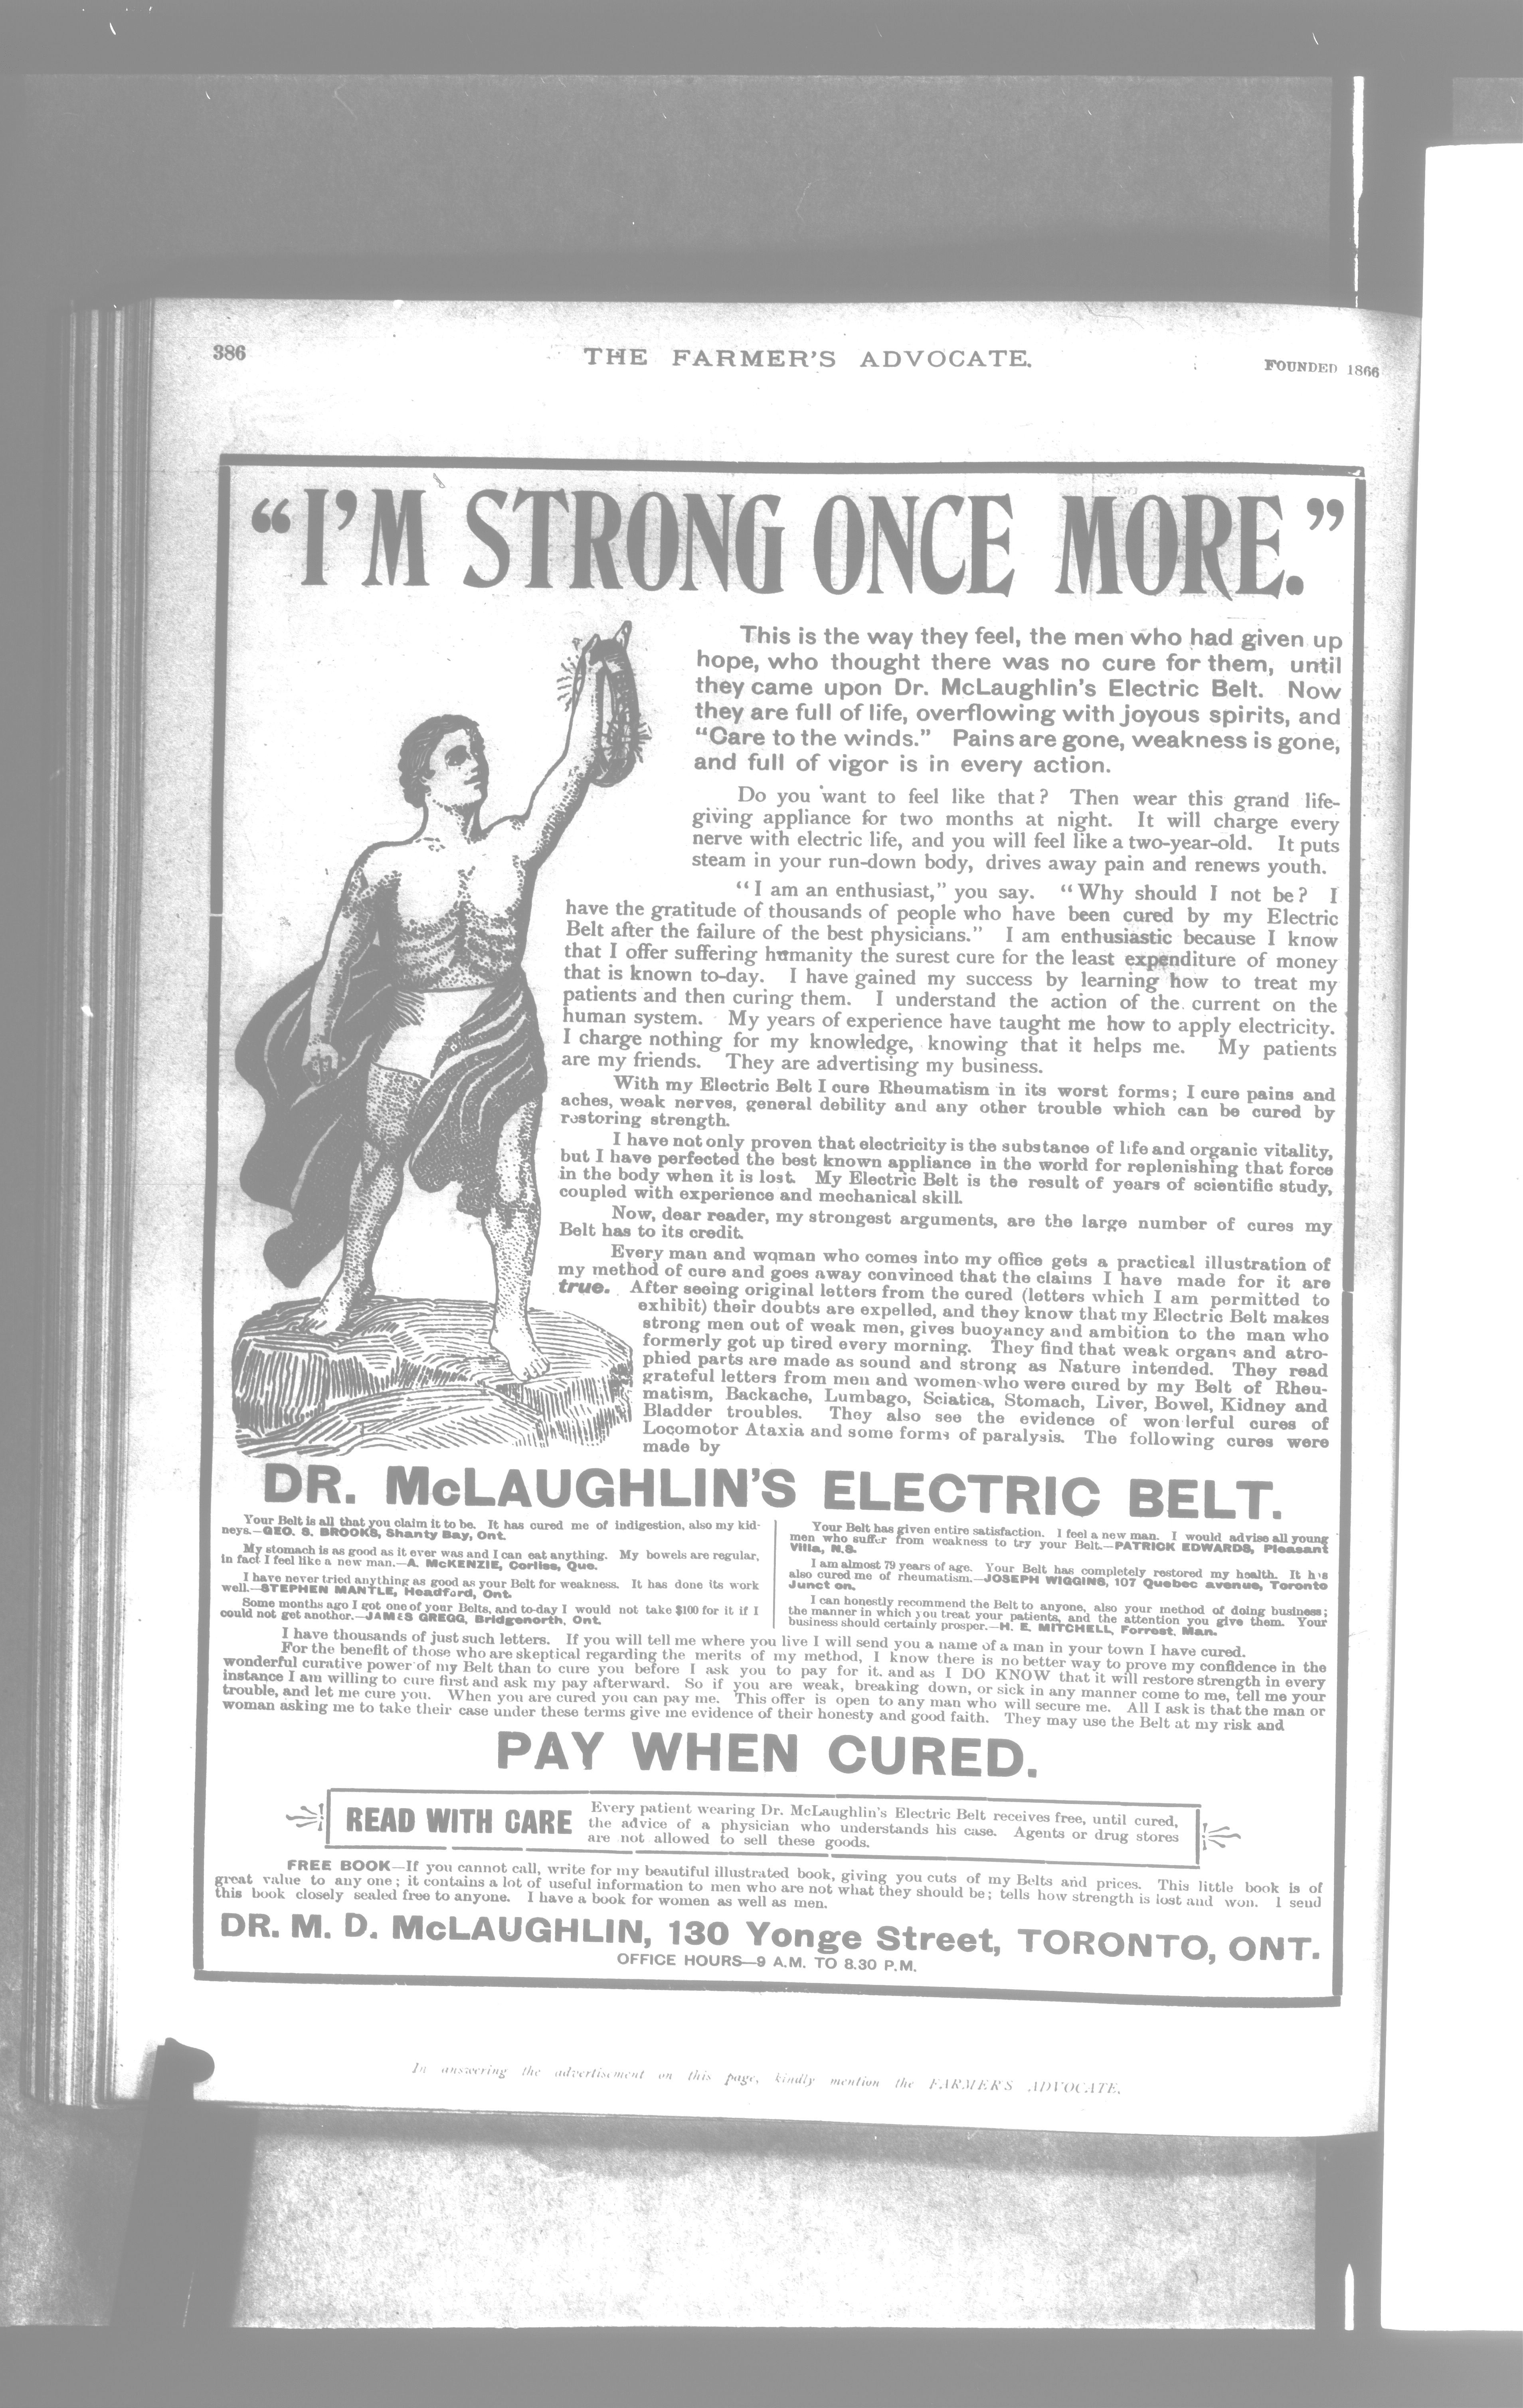 386
THE FARMER'S ADVOCATE.
FOUNDED 1866
"I'M STRONG ONCE MORE."
This is the way they feel, the men who had given up
hope, who thought there was no cure for them, until
they came upon Dr. McLaughlin's Electric Belt. Now
they are full of life, overflowing with joyous spirits, and
"Care to the winds." Pains are gone, weakness is gone,
and full of vigor is in every action.
Do you want to feel like that? Then wear this grand life-
giving appliance for two months at night. It will charge every
nerve with electric life, and you will feel like a two-year-old. It puts
steam in your run-down body, drives away pain and renews youth.
"I am an enthusiast," you say. "Why should I not be? I
have the gratitude of thousands of people who have been cured by my Electric
Belt after the failure of the best physicians." I am enthusiastic because I know
that I offer suffering humanity the surest cure for the least expenditure of money
that is known to-day. I have gained my success by learning how to treat my
patients and then curing them. I understand the action of the current on the
human system. My years of experience have taught me how to apply electricity.
I charge nothing for my knowledge, knowing that it helps me. My patients
are my friends. They are advertising my business.
With my Electric Belt I cure Rheumatism in its worst forms; I cure pains and
aches, weak nerves, general debility and any other trouble which can be cured by
restoring strength.
I have not only proven that electricity is the substance of life and organic vitality,
but I have perfected the best known appliance in the world for replenishing that force
in the body when it is lost. My Electric Belt is the result of years of scientific study,
coupled with experience and mechanical skill.
Now, dear reader, my strongest arguments, are the large number of cures my
Belt has to its credit.
Every man and woman who comes into my office gets a practical illustration of
my method of cure and goes away convinced that the claims I have made for it are
true. After seeing original letters from the cured (letters which I am permitted to
exhibit) their doubts are expelled, and they know that my Electric Belt makes
strong men out of weak men, gives buoyancy and ambition to the man who
formerly got up tired every morning. They find that weak organs and atro-
phied parts are made as sound and strong as Nature intended. They read
grateful letters from men and women who were cured by my Belt of Rheu-
matism, Backache, Lumbago, Sciatica, Stomach, Liver, Bowel, Kidney and
Bladder troubles. They also see the evidence of wonderful cures of
Locomotor Ataxia and some forms of paralysis. The following cures were
made by
DR. McLAUGHLIN'S ELECTRIC BELT.
Your Belt is all that you claim it to be. It has cured me of indigestion, also my kid-
neys.—GEO. S. BROOKS, Shanty Bay, Ont.
My stomach is as good as it ever was and I can eat anything. My bowels are regular,
in fact I feel like a new man.—A. McKENZIE, Corliss, Que.
I have never tried anything as good as your Belt for weakness. It has done its work
well.—STEPHEN MANTLE, Headford, Ont.
Some months ago I got one of your Belts, and to-day I would not take $100 for it if I
could not get another.—JAMES GREGG, Bridgenorth, Ont.
Your Belt has given entire satisfaction. I feel a new man. I would advise all young
men who suffer from weakness to try your Belt.—PATRICK EDWARDS, Pleasant
Villa, N.S.
I am almost 79 years of age. Your Belt has completely restored my health. It has
also cured me of rheumatism.—JOSEPH WIGGINS, 107 Quebec avenue, Toronto
Junct on.
I can honestly recommend the Belt to anyone, also your method of doing business;
the manner in which you treat your patients, and the attention you give them. Your
business should certainly prosper.—H. E. MITCHELL, Forrest, Man.
I have thousands of just such letters. If you will tell me where you live I will send you a name of a man in your town I have cured.
For the benefit of those who are skeptical regarding the merits of my method, I know there is no better way to prove my confidence in the
wonderful curative power of my Belt than to cure you before I ask you to pay for it. and as I DO KNOW that it will restore strength in every
instance I am willing to cure first and ask my pay afterward. So if you are weak, breaking down, or sick in any manner come to me, tell me your
trouble, and let me cure you. When you are cured you can pay me. This offer is open to any man who will secure me. All I ask is that the man or
woman asking me to take their case under these terms give me evidence of their honesty and good faith. They may use the Belt at my risk and
PAY WHEN CURED.
READ WITH CARE
Every patient wearing Dr. McLaughlin's Electric Belt receives free, until cured,
the advice of a physician who understands his case. Agents or drug stores
are not allowed to sell these goods.
FREE BOOK—If you cannot call, write for my beautiful illustrated book, giving you cuts of my Belts and prices. This little book is of
great value to any one; it contains a lot of useful information to men who are not what they should be; tells how strength is lost and won. I send
this book closely sealed free to anyone. I have a book for women as well as men.
DR. M. D. McLAUGHLIN, 130 Yonge Street, TORONTO, ONT.
OFFICE HOURS—9 A.M. TO 8.30 P.M.
In answering the advertisement on this page, kindly mention the FARMER'S ADVOCATE.